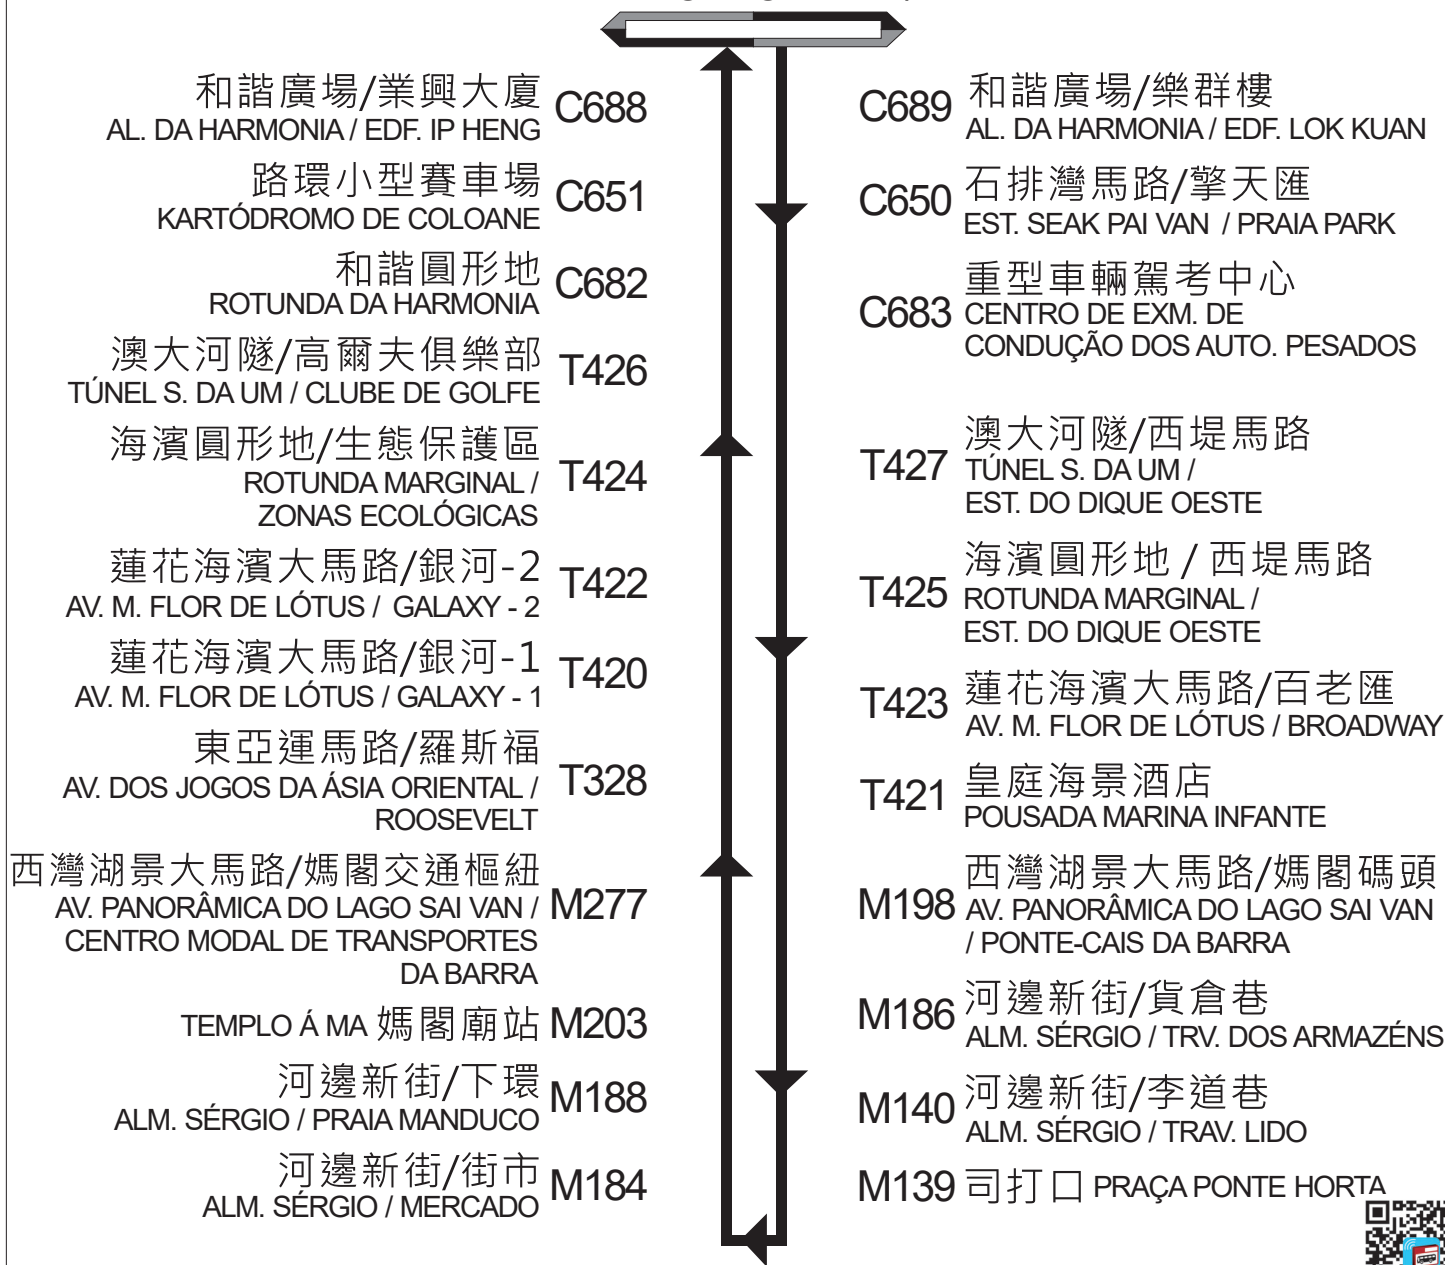 和諧廣場/業興大廈
AL. DA HARMONIA / EDF. IP HENG
C688
路環小型賽車場
KARTÓDROMO DE COLOANE
C651
和諧圓形地
ROTUNDA DA HARMONIA
C682
澳大河隧/高爾夫俱樂部
TÚNEL S. DA UM / CLUBE DE GOLFE
T426
海濱圓形地/生態保護區
ROTUNDA MARGINAL /
ZONAS ECOLÓGICAS
T424
蓮花海濱大馬路/銀河-2
AV. M. FLOR DE LÓTUS / GALAXY - 2
T422
蓮花海濱大馬路/銀河-1
AV. M. FLOR DE LÓTUS / GALAXY - 1
T420
東亞運馬路/羅斯福
AV. DOS JOGOS DA ÁSIA ORIENTAL /
ROOSEVELT
T328
西灣湖景大馬路/媽閣交通樞紐
AV. PANORÂMICA DO LAGO SAI VAN /
CENTRO MODAL DE TRANSPORTES
DA BARRA
M277
TEMPLO Á MA 媽閣廟站 M203
河邊新街/下環
ALM. SÉRGIO / PRAIA MANDUCO
M188
河邊新街/街市
ALM. SÉRGIO / MERCADO
M184
C689
和諧廣場/樂群樓
AL. DA HARMONIA / EDF. LOK KUAN
C650
石排灣馬路/擎天匯
EST. SEAK PAI VAN / PRAIA PARK
C683
重型車輛駕考中心
CENTRO DE EXM. DE
CONDUÇÃO DOS AUTO. PESADOS
T427
澳大河隧/西堤馬路
TÚNEL S. DA UM /
EST. DO DIQUE OESTE
T425
海濱圓形地 / 西堤馬路
ROTUNDA MARGINAL /
EST. DO DIQUE OESTE
T423
蓮花海濱大馬路/百老匯
AV. M. FLOR DE LÓTUS / BROADWAY
T421
皇庭海景酒店
POUSADA MARINA INFANTE
M198
西灣湖景大馬路/媽閣碼頭
AV. PANORÂMICA DO LAGO SAI VAN
/ PONTE-CAIS DA BARRA
M186
河邊新街/貨倉巷
ALM. SÉRGIO / TRV. DOS ARMAZÉNS
M140
河邊新街/李道巷
ALM. SÉRGIO / TRAV. LIDO
M139 司打口 PRAÇA PONTE HORTA